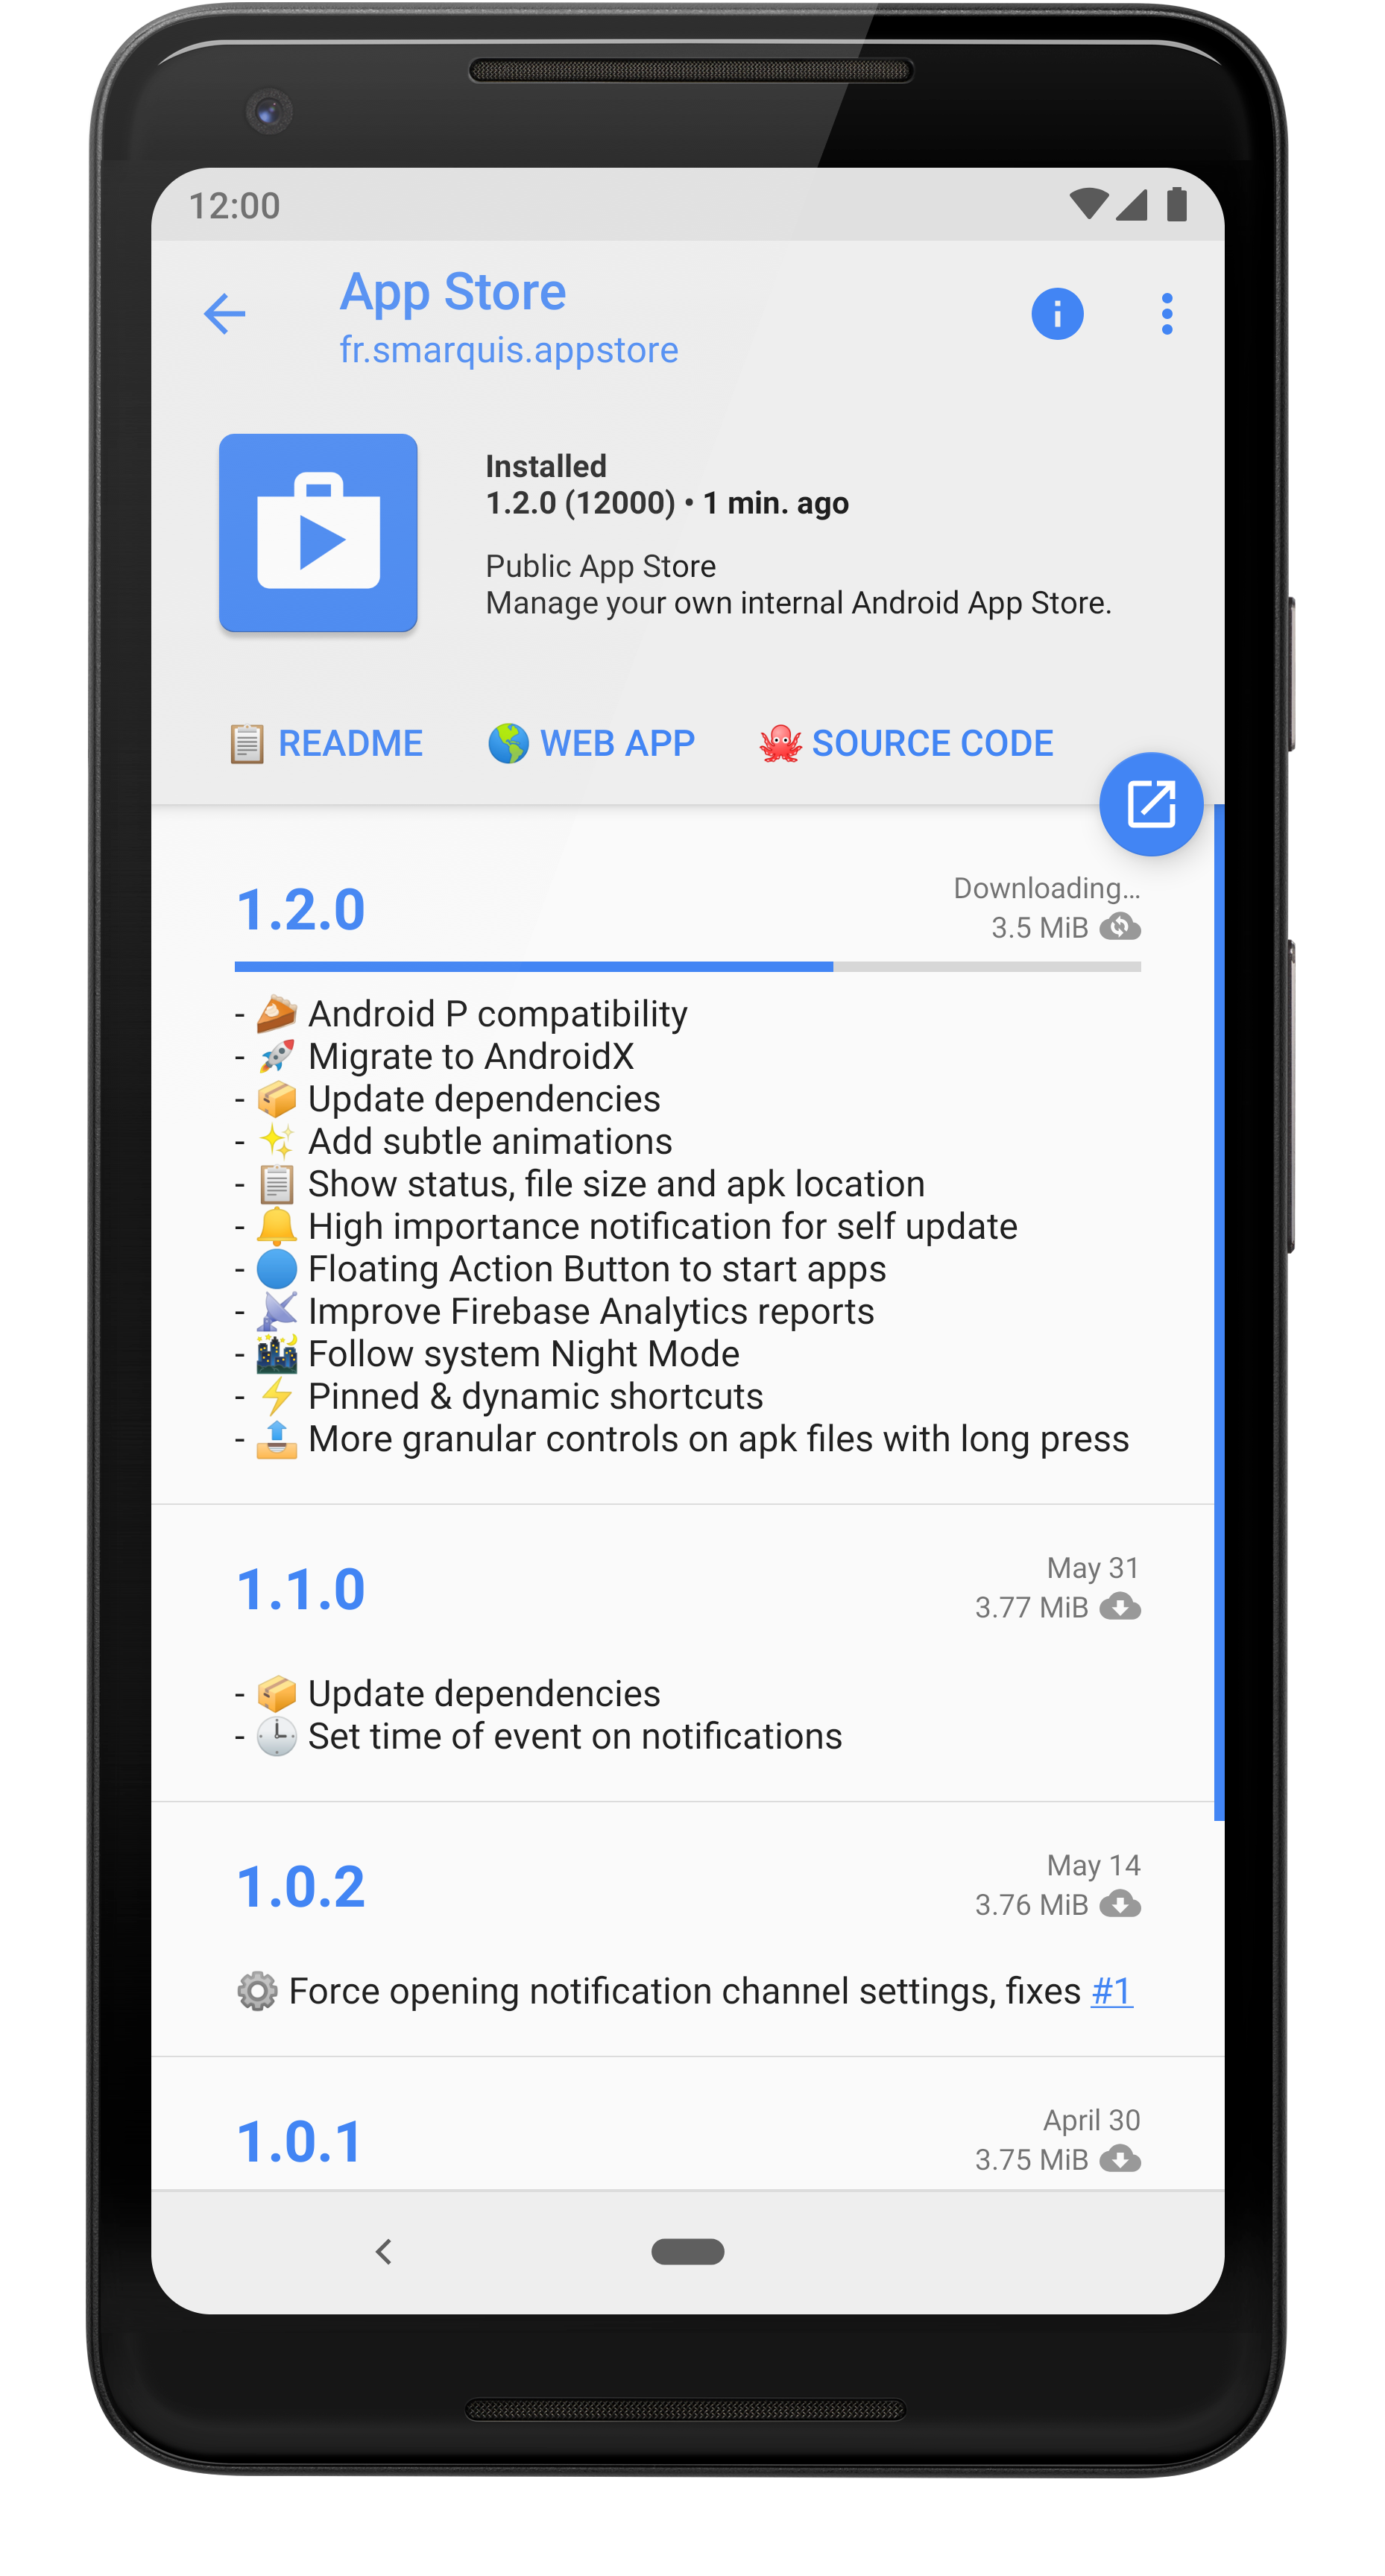 12:00
App Store
fr.smarquis.appstore
Installed
1.2.0 (12000) • 1 min. ago
Public App Store
Manage your own internal Android App Store.
📋 README 🌎 WEB APP 🐙 SOURCE CODE
1.2.0
Downloading...
3.5 MiB
- 🥧 Android P compatibility
- 🚀 Migrate to AndroidX
- 📦 Update dependencies
- ✨ Add subtle animations
- 📋 Show status, file size and apk location
- 🔔 High importance notification for self update
- 🔵 Floating Action Button to start apps
- 📡 Improve Firebase Analytics reports
- 🌃 Follow system Night Mode
- ⚡ Pinned & dynamic shortcuts
- 📤 More granular controls on apk files with long press
1.1.0
May 31
3.77 MiB
- 📦 Update dependencies
- 🕒 Set time of event on notifications
1.0.2
May 14
3.76 MiB
⚙️ Force opening notification channel settings, fixes #1
1.0.1
April 30
3.75 MiB